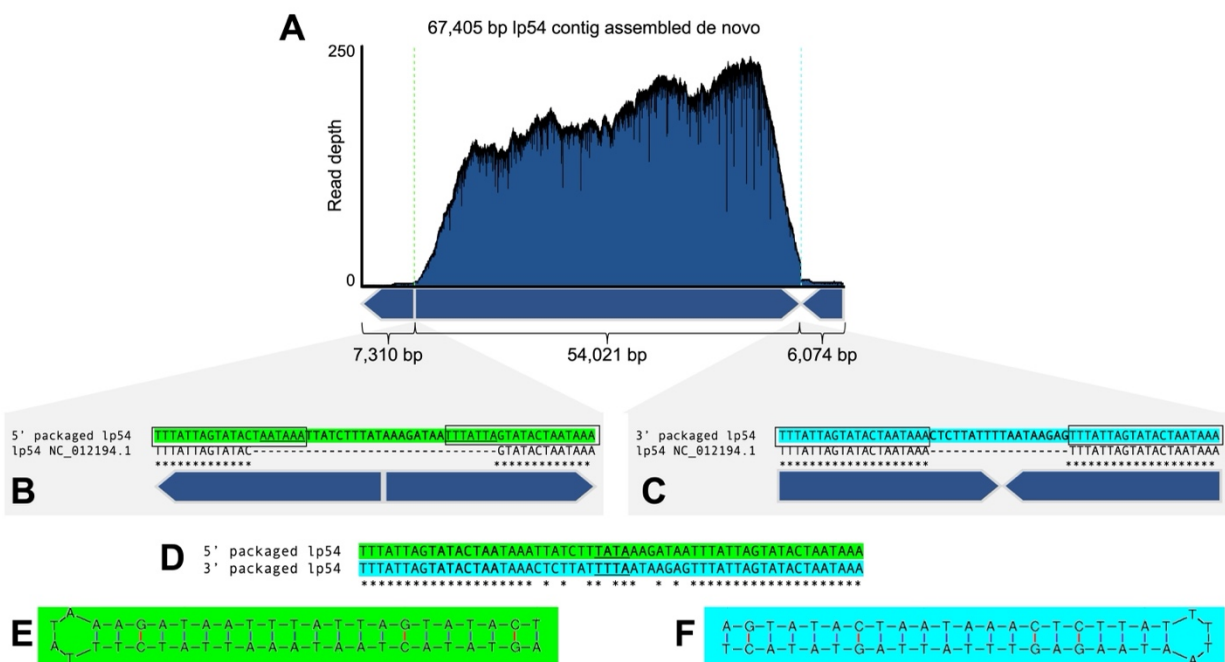 A
67,405 bp lp54 contig assembled de novo
250
Read depth
0
7,310 bp
54,021 bp
6,074 bp
5’ packaged lp54 TTTATTAGTATACTAATAAATTATCTTTATAAAGATAATTTATTAGTATACTAATAAA
lp54 NC_012194.1 TTTATTAGTATAC--------------------------------GTATACTAATAAA
************* *************
B
3’ packaged lp54 TTTATTAGTATACTAATAAACTCTTATTTTAATAAGAGTTTATTAGTATACTAATAAA
lp54 NC_012194.1 TTTATTAGTATACTAATAAA------------------TTTATTAGTATACTAATAAA
******************** ********************
C
D
5’ packaged lp54 TTTATTAGTATACTAATAAATTATCTTTATAAAGATAATTTATTAGTATACTAATAAA
3’ packaged lp54 TTTATTAGTATACTAATAAACTCTTATTTTAATAAGAGTTTATTAGTATACTAATAAA
******************** * *  ** ***  * * ********************
E
A-A-G-A-T-A-A-T-T-T-A-T-T-A-G-T-A-T-A-C-T
T-T-C-T-A-T-T-A-A-A-T-A-A-T-C-A-T-A-T-G-A
F
A-G-T-A-T-A-C-T-A-A-T-A-A-A-C-T-C-T-T-A-T
T-C-A-T-A-T-G-A-T-T-A-T-T-T-G-A-G-A-A-T-A